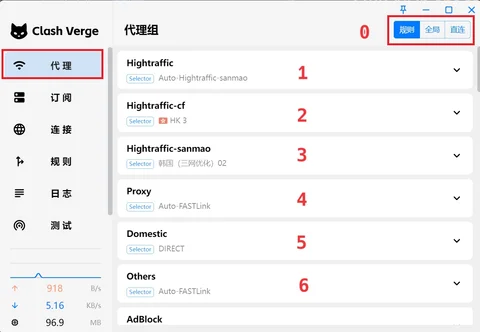 Clash Verge
代理组
0
规则 全局 直连
代 理
订 阅
连 接
规 则
日 志
测 试
918 B/s
5.16 KB/s
96.9 MB
Hightraffic
Selector Auto-Hightraffic-sanmao
1
Hightraffic-cf
Selector HK 3
2
Hightraffic-sanmao
Selector 韩国（三网优化）02
3
Proxy
Selector Auto-FASTLink
4
Domestic
Selector DIRECT
5
Others
Selector Auto-FASTLink
6
AdBlock